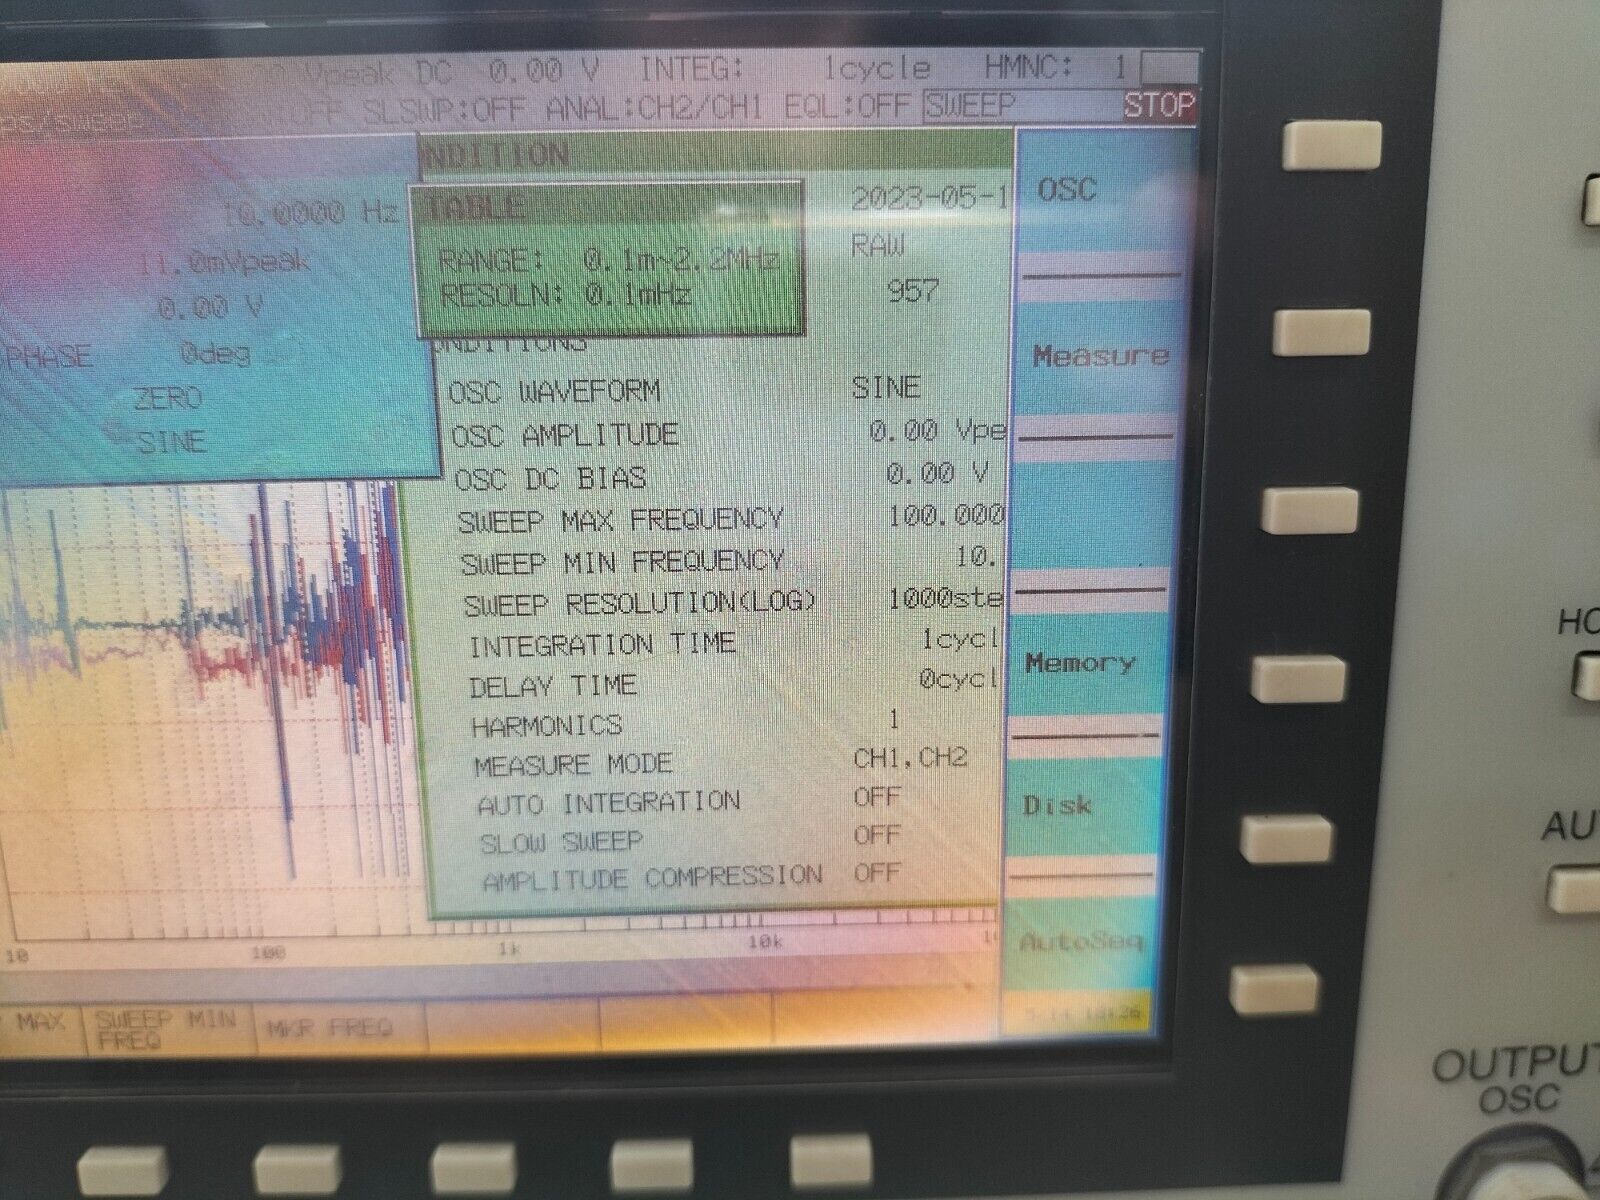 Vpeak DC 0.00 V INTEG: 1cycle HMNC: 1
OFF SLSWP:OFF ANAL:CH2/CH1 EQL:OFF SWEEP STOP
NDITION
2023-05-1
OSC
10.0000 Hz
TABLE
RAW
11.0mVpeak
RANGE: 0.1m~2.2MHz
957
0.00 V
RESOLN: 0.1mHz
PHASE 0deg
NDITIONS
Measure
ZERO
OSC WAVEFORM SINE
SINE
OSC AMPLITUDE 0.00 Vpe
OSC DC BIAS 0.00 V
SWEEP MAX FREQUENCY 100.000
SWEEP MIN FREQUENCY 10.
SWEEP RESOLUTION(LOG) 1000ste
INTEGRATION TIME 1cycl
Memory
DELAY TIME 0cycl
HARMONICS 1
MEASURE MODE CH1,CH2
AUTO INTEGRATION OFF
Disk
SLOW SWEEP OFF
AMPLITUDE COMPRESSION OFF
10 100 1k 10k
AutoSeq
MAX
SWEEP MIN
FREQ
MKR FREQ
HO
AU
OUTPUT
OSC